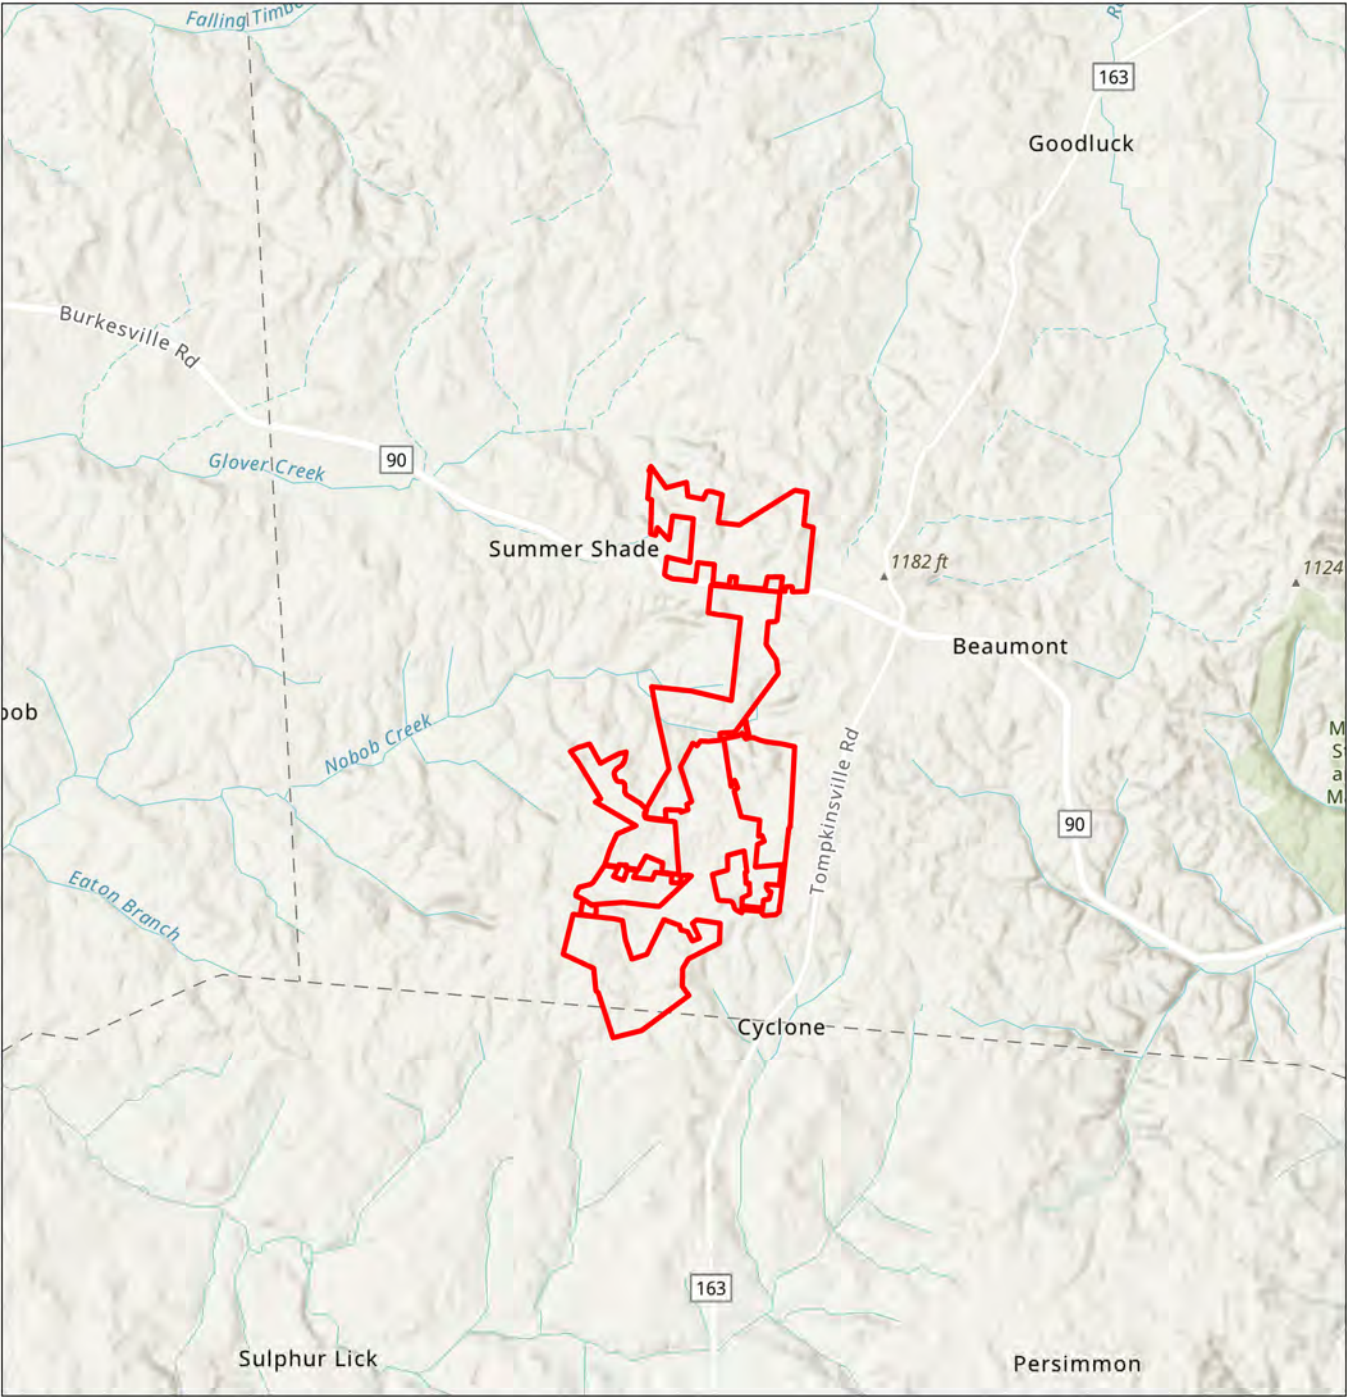 Falling Timb
163
Goodluck
Burkesville Rd
90
Glover Creek
Summer Shade
1182 ft
1124
Beaumont
Nobob Creek
Tompkinsville Rd
90
Eaton Branch
Cyclone
163
Sulphur Lick
Persimmon